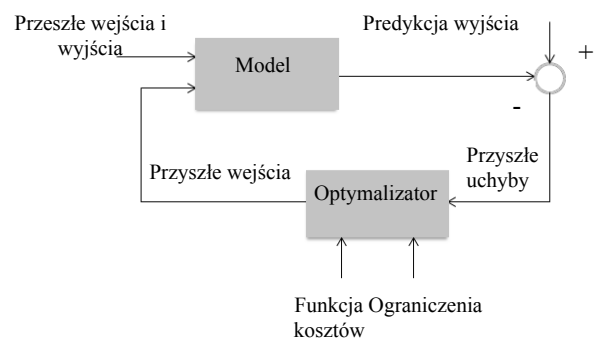 Przeszłe wejścia i
wyjścia
Predykcja wyjścia
+
Model
-
Przyszłe wejścia
Przyszłe
uchyby
Optymalizator
Funkcja Ograniczenia
kosztów